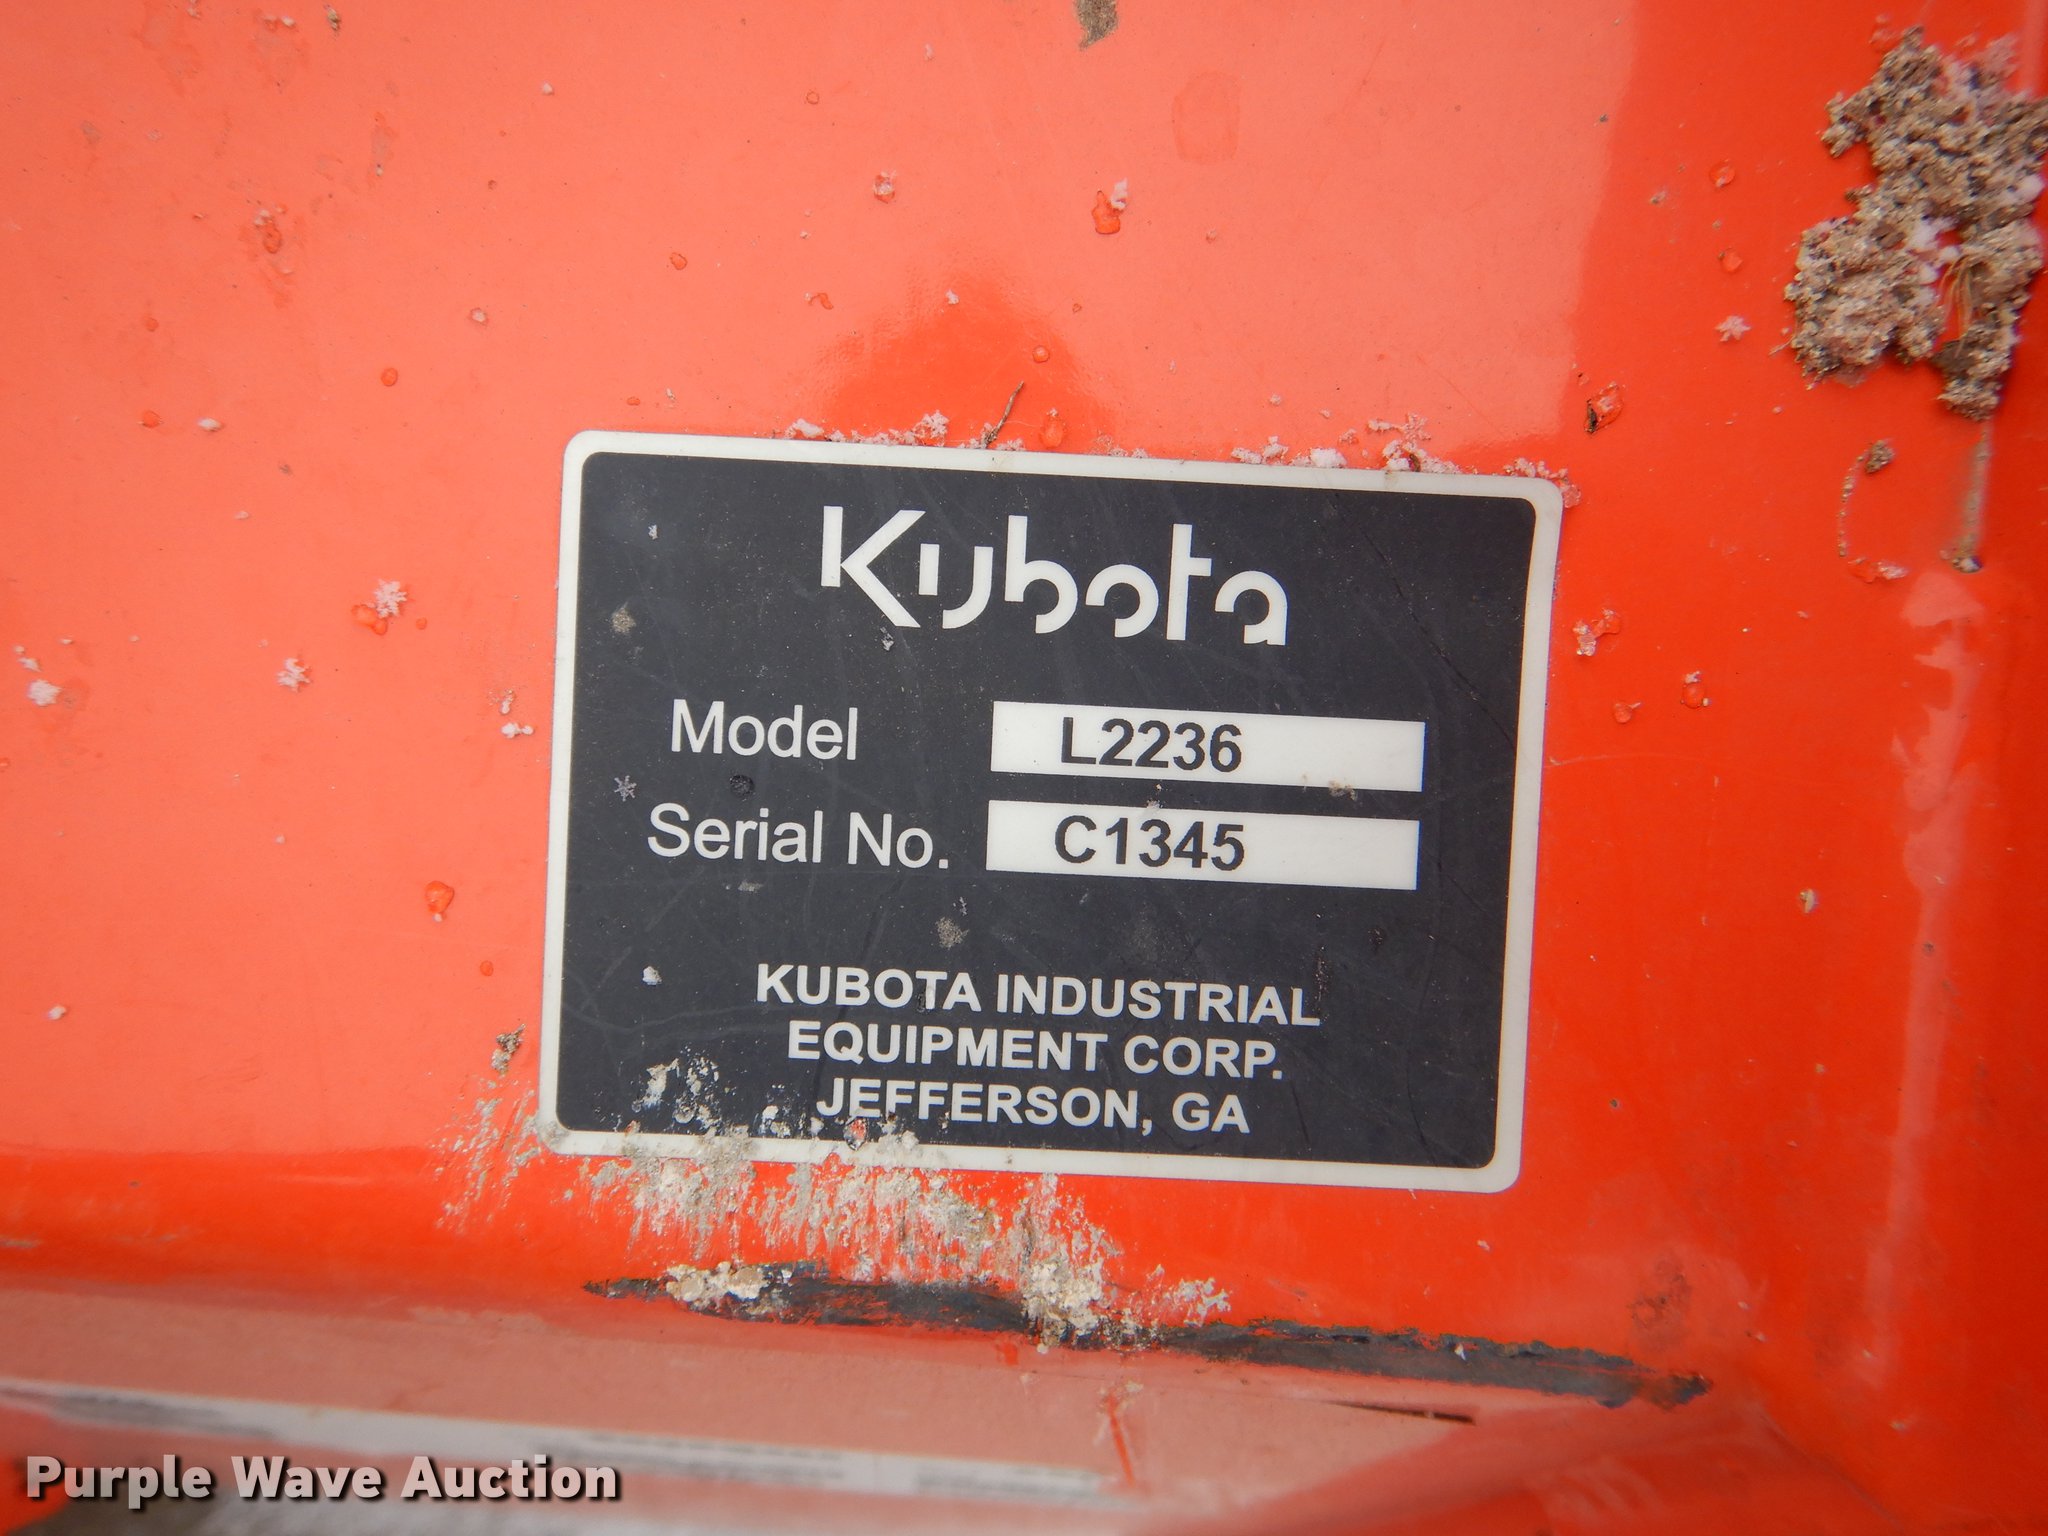 Kubota
Model L2236
Serial No. C1345
KUBOTA INDUSTRIAL
EQUIPMENT CORP.
JEFFERSON, GA
Purple Wave Auction